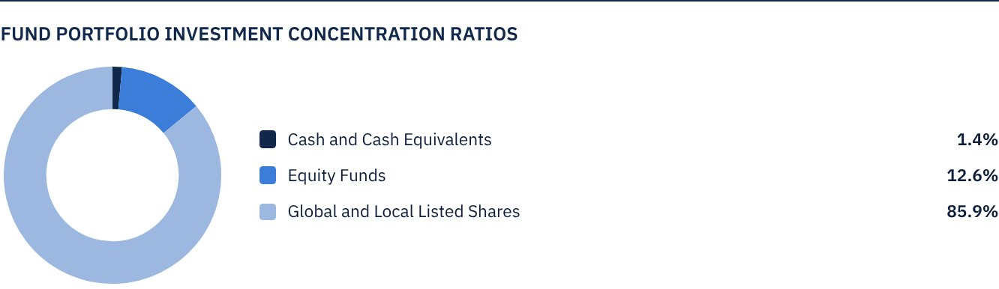 FUND PORTFOLIO INVESTMENT CONCENTRATION RATIOS
Cash and Cash Equivalents 1.4%
Equity Funds 12.6%
Global and Local Listed Shares 85.9%